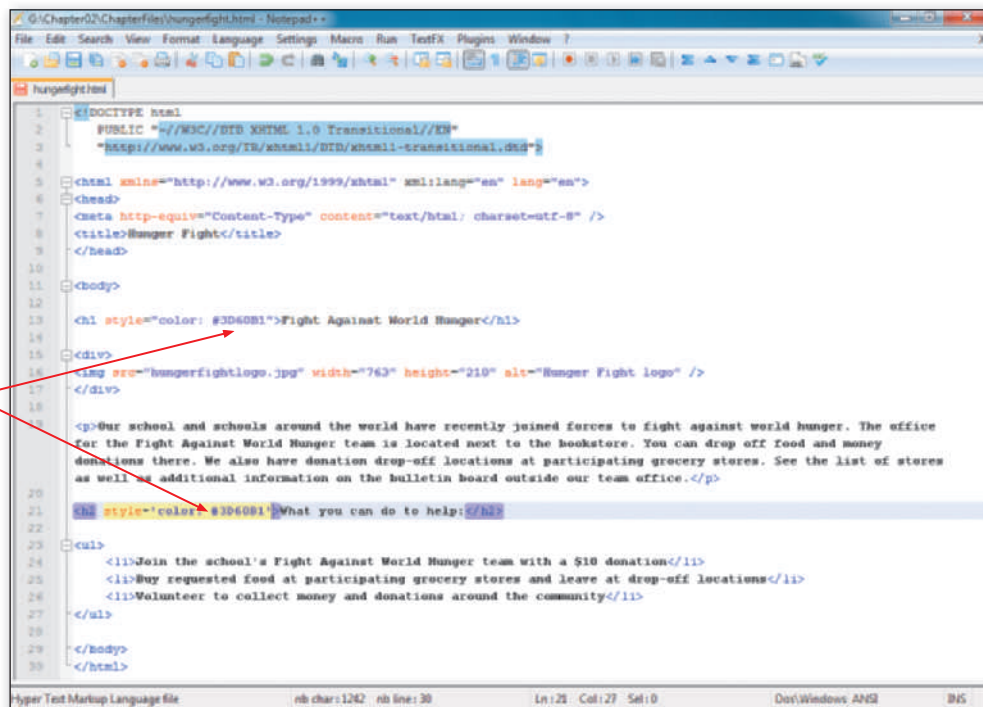 G:\Chapter02\ChapterFiles\hungerfight.html - Notepad++
File Edit Search View Format Language Settings Macro Run TestFX Plugins Window ? X
hungerfight.html
1 <!DOCTYPE html
2 PUBLIC "-//W3C//DTD XHTML 1.0 Transitional//EN"
3 "http://www.w3.org/TR/xhtml1/DTD/xhtml1-transitional.dtd">
4
5 <html xmlns="http://www.w3.org/1999/xhtml" xml:lang="en" lang="en">
6 <head>
7 <meta http-equiv="Content-Type" content="text/html; charset=utf-8" />
8 <title>Hunger Fight</title>
9 </head>
10
11 <body>
12
13 <h1 style="color: #3D60B1">Fight Against World Hunger</h1>
14
15 <div>
16 <img src="hungerfightlogo.jpg" width="763" height="210" alt="Hunger Fight logo" />
17 </div>
18
19 <p>Our school and schools around the world have recently joined forces to fight against world hunger. The office
for the Fight Against World Hunger team is located next to the bookstore. You can drop off food and money
donations there. We also have donation drop-off locations at participating grocery stores. See the list of stores
as well as additional information on the bulletin board outside our team office.</p>
20
21 <h2 style='color: #3D60B1'>What you can do to help:</h2>
22
23 <ul>
24 <li>Join the school's Fight Against World Hunger team with a $10 donation</li>
25 <li>Buy requested food at participating grocery stores and leave at drop-off locations</li>
26 <li>Volunteer to collect money and donations around the community</li>
27 </ul>
28
29 </body>
30 </html>
Hyper Text Markup Language file nb char: 1242 nb line: 30 Ln: 21 Col: 27 Sel: 0 Dos\Windows ANSI INS